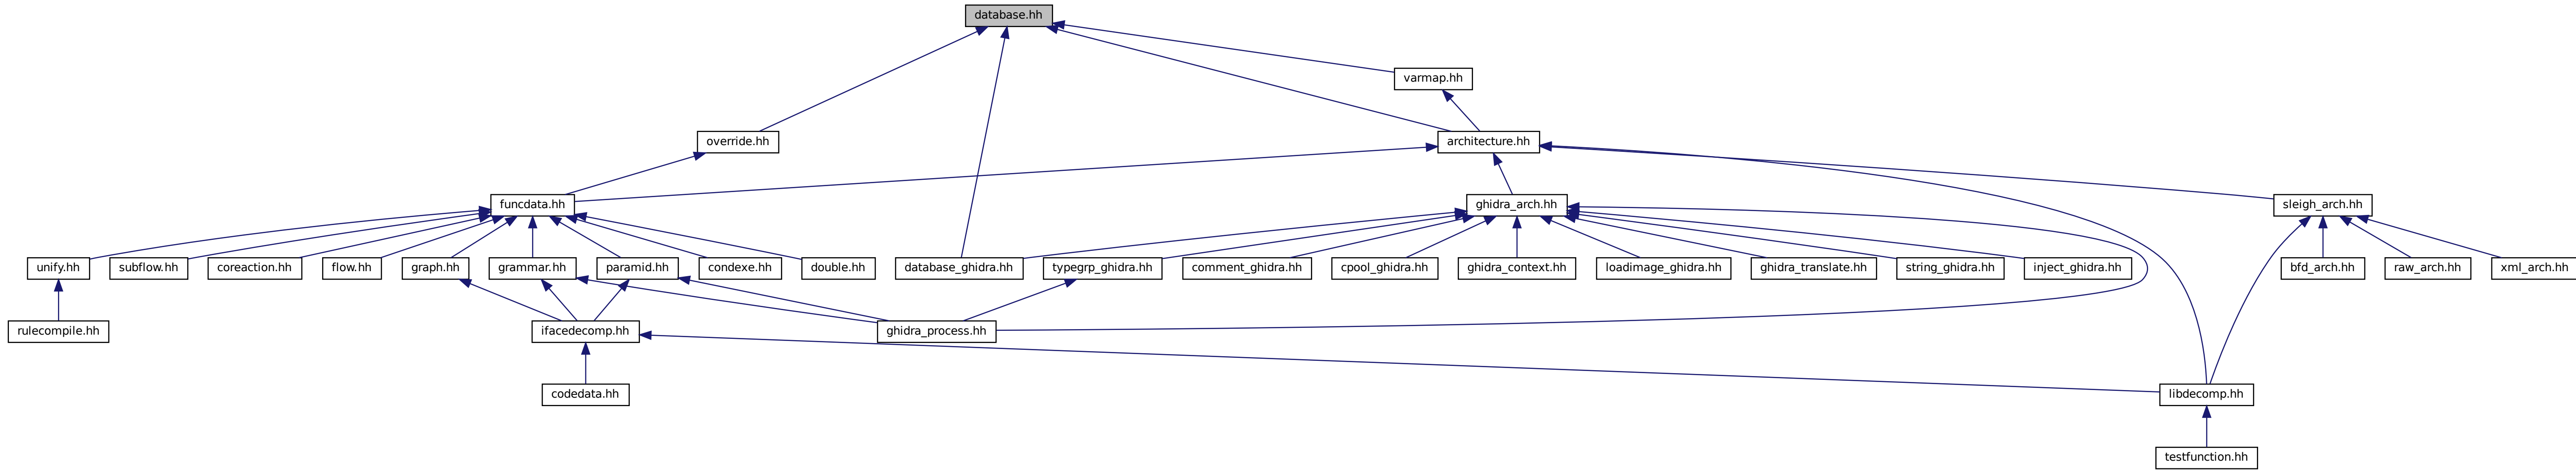 database.hh
varmap.hh
override.hh
architecture.hh
funcdata.hh
ghidra_arch.hh
sleigh_arch.hh
unify.hh
subflow.hh
coreaction.hh
flow.hh
graph.hh
grammar.hh
paramid.hh
condexe.hh
double.hh
database_ghidra.hh
typegrp_ghidra.hh
comment_ghidra.hh
cpool_ghidra.hh
ghidra_context.hh
loadimage_ghidra.hh
ghidra_translate.hh
string_ghidra.hh
inject_ghidra.hh
bfd_arch.hh
raw_arch.hh
xml_arch.hh
rulecompile.hh
ifacedecomp.hh
ghidra_process.hh
codedata.hh
libdecomp.hh
testfunction.hh